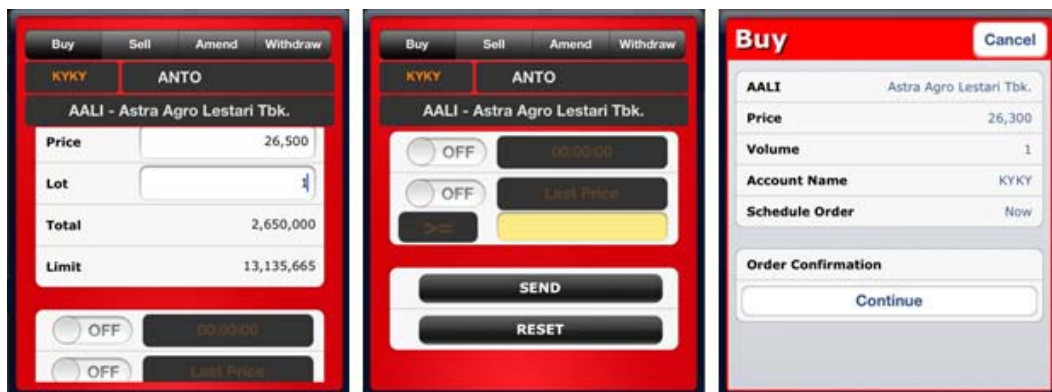 Buy Sell Amend Withdraw
KYKY ANTO
AALI - Astra Agro Lestari Tbk.
Price 26,500
Lot 1
Total 2,650,000
Limit 13,135,665
OFF 00:00:00
OFF Last Price
Buy Sell Amend Withdraw
KYKY ANTO
AALI - Astra Agro Lestari Tbk.
OFF 00:00:00
OFF Last Price
>=
SEND
RESET
Buy Cancel
AALI Astra Agro Lestari Tbk.
Price 26,300
Volume 1
Account Name KYKY
Schedule Order Now
Order Confirmation
Continue